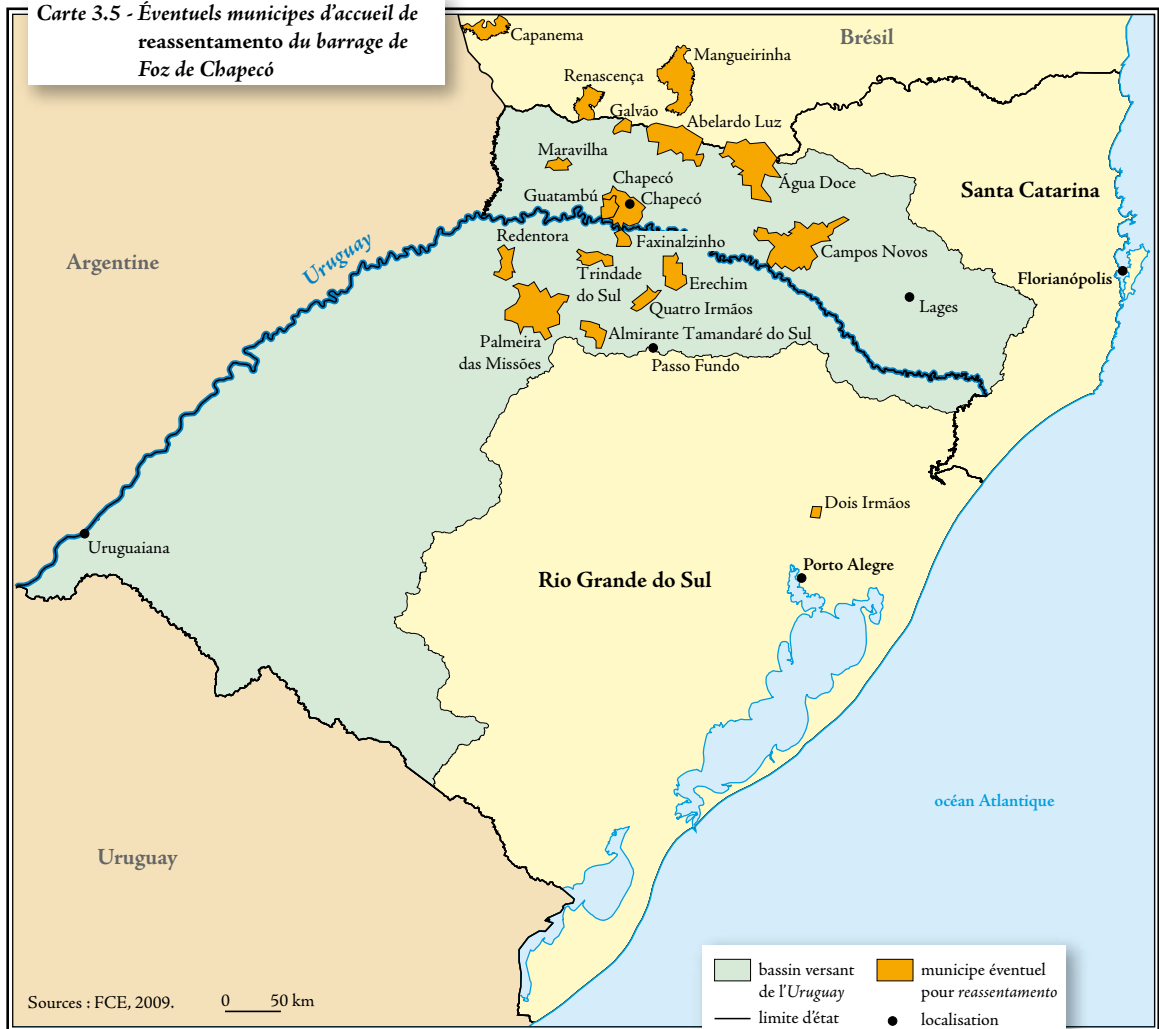 Carte 3.5 - Éventuels municipes d'accueil de
reassentamento du barrage de
Foz de Chapecó
Capanema
Brésil
Mangueirinha
Renascença
Galvão
Abelardo Luz
Maravilha
Chapecó
Água Doce
Guatambú
Chapecó
Santa Catarina
Redentora
Faxinalzinho
Campos Novos
Argentine
Uruguay
Trindade
do Sul
Erechim
Florianópolis
Quatro Irmãos
Lages
Palmeira
das Missões
Almirante Tamandaré do Sul
Passo Fundo
Dois Irmãos
Uruguaiana
Porto Alegre
Rio Grande do Sul
océan Atlantique
Uruguay
bassin versant
de l'Uruguay
municipe éventuel
pour reassentamento
limite d'état
localisation
Sources : FCE, 2009.
0 50 km